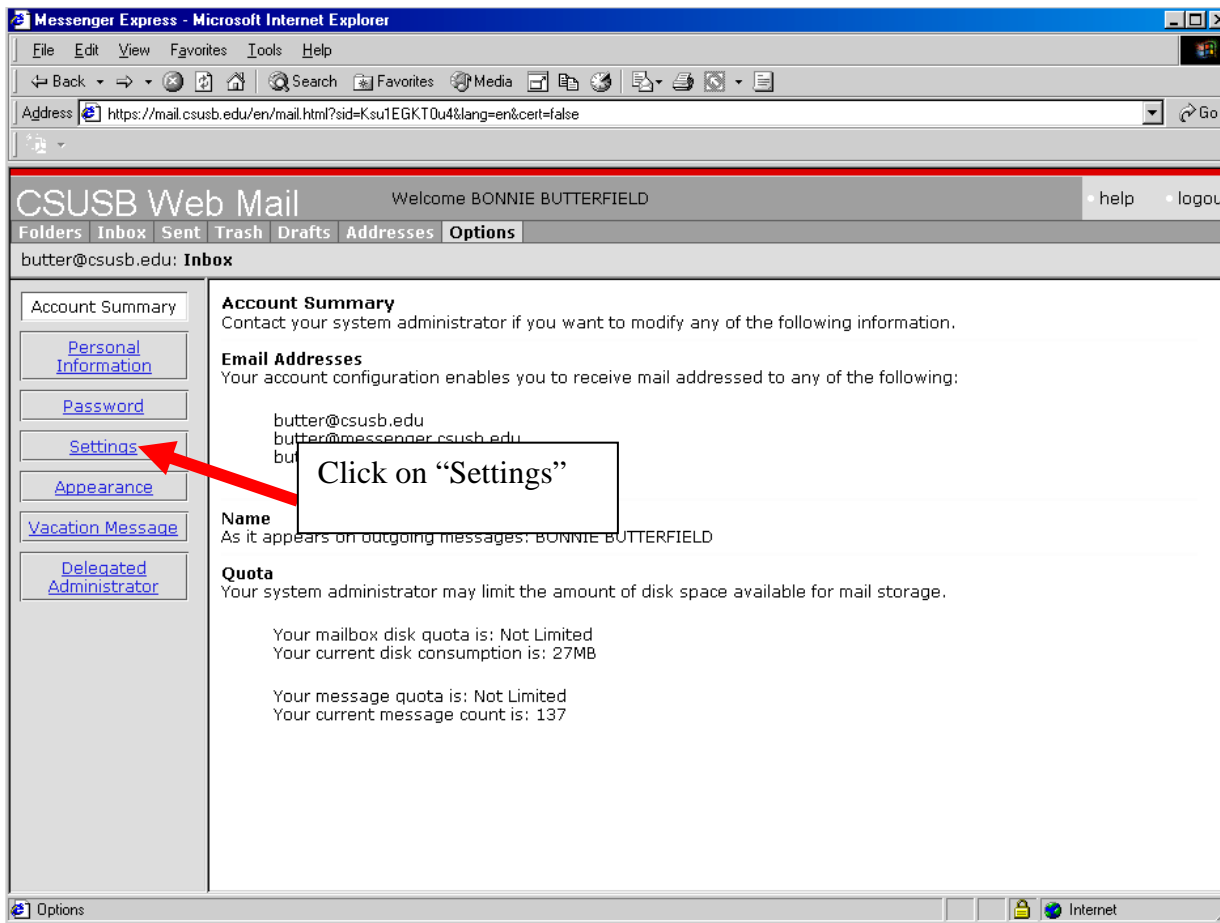 Messenger Express - Microsoft Internet Explorer
File Edit View Favorites Tools Help
Back Search Favorites Media
Address https://mail.csusb.edu/en/mail.html?sid=Ksu1EGKT0u4&lang=en&cert=false Go
CSUSB Web Mail Welcome BONNIE BUTTERFIELD help logou
Folders Inbox Sent Trash Drafts Addresses Options
butter@csusb.edu: Inbox
Account Summary
Personal
Information
Password
Settings
Appearance
Vacation Message
Delegated
Administrator
Account Summary
Contact your system administrator if you want to modify any of the following information.
Email Addresses
Your account configuration enables you to receive mail addressed to any of the following:
butter@csusb.edu
butter@messenger.csusb.edu
but
Click on “Settings”
Name
As it appears on outgoing messages: BONNIE BUTTERFIELD
Quota
Your system administrator may limit the amount of disk space available for mail storage.
Your mailbox disk quota is: Not Limited
Your current disk consumption is: 27MB
Your message quota is: Not Limited
Your current message count is: 137
Options Internet